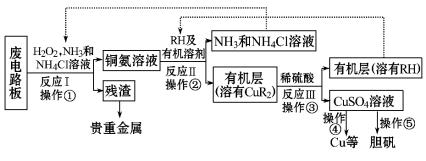 废电路板
H₂O₂,NH₃和
NH₄Cl溶液
反应Ⅰ
操作①
铜氨溶液
残渣
贵重金属
RH及
有机溶剂
反应Ⅱ
操作②
NH₃和NH₄Cl溶液
有机层
(溶有CuR₂)
稀硫酸
反应Ⅲ
操作③
有机层(溶有RH)
CuSO₄溶液
操作④
操作⑤
Cu等
胆矾